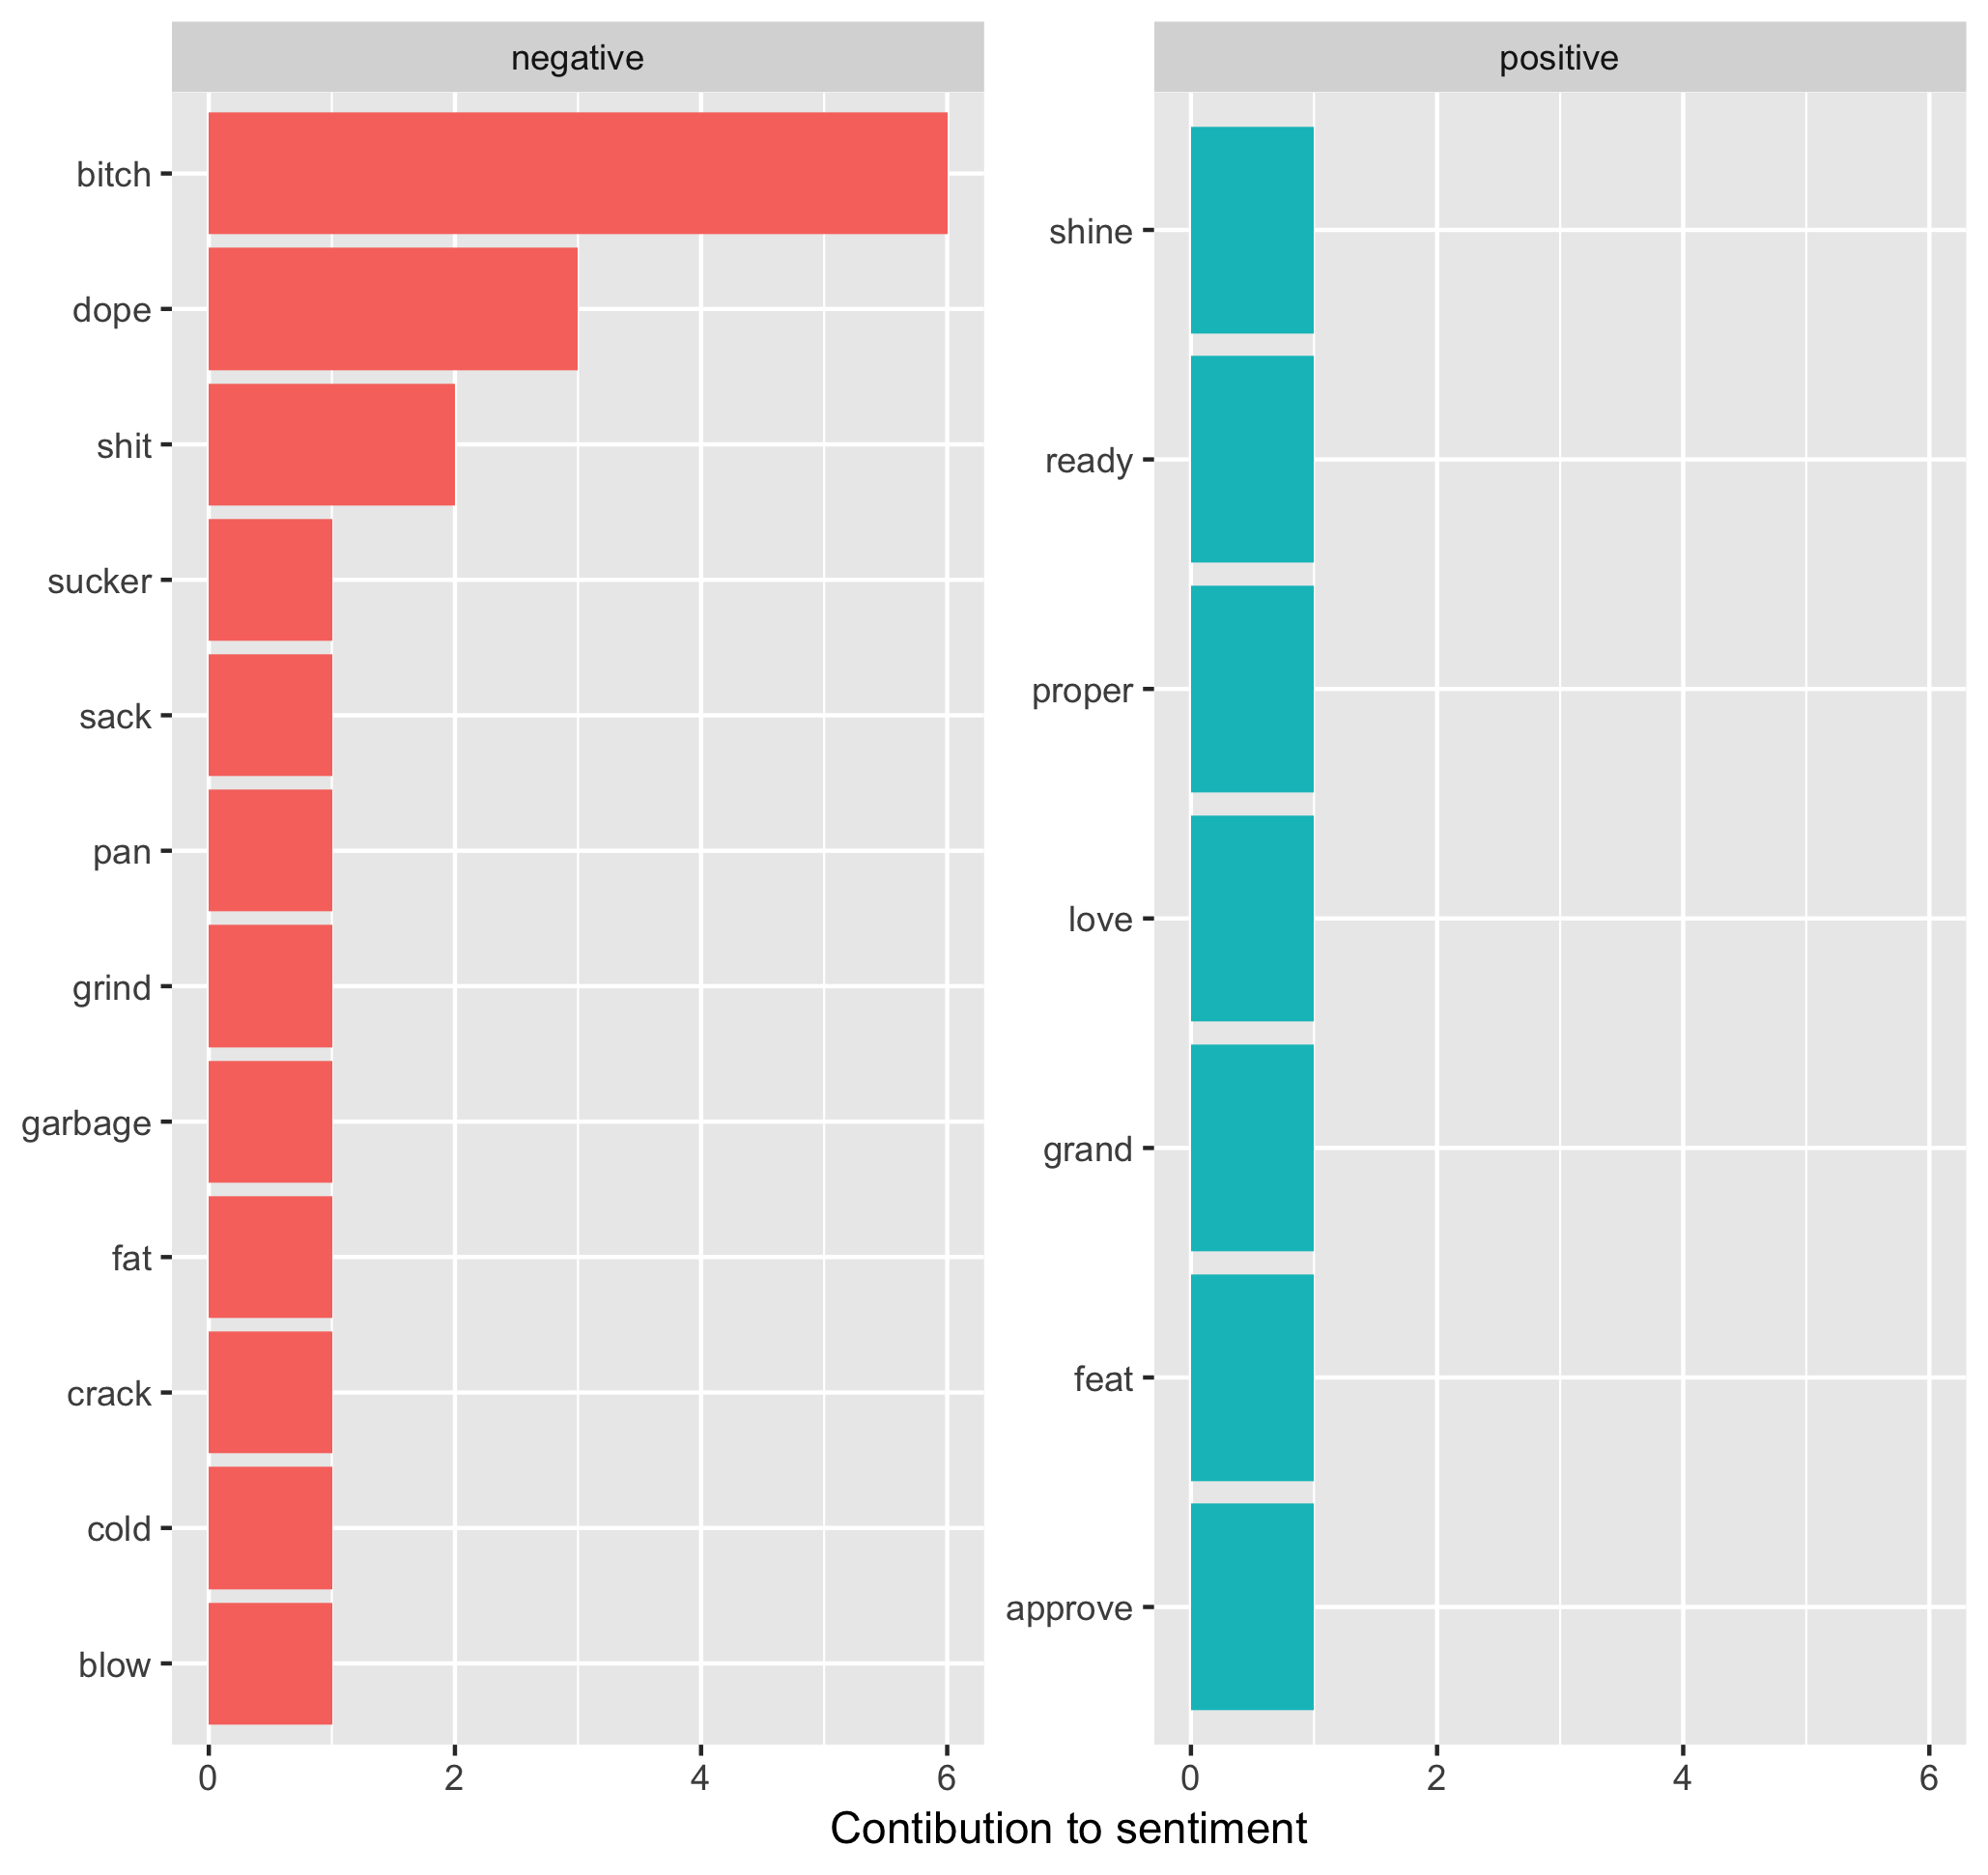 negative
bitch
dope
shit
sucker
sack
pan
grind
garbage
fat
crack
cold
blow
0 2 4 6
positive
shine
ready
proper
love
grand
feat
approve
0 2 4 6
Contibution to sentiment